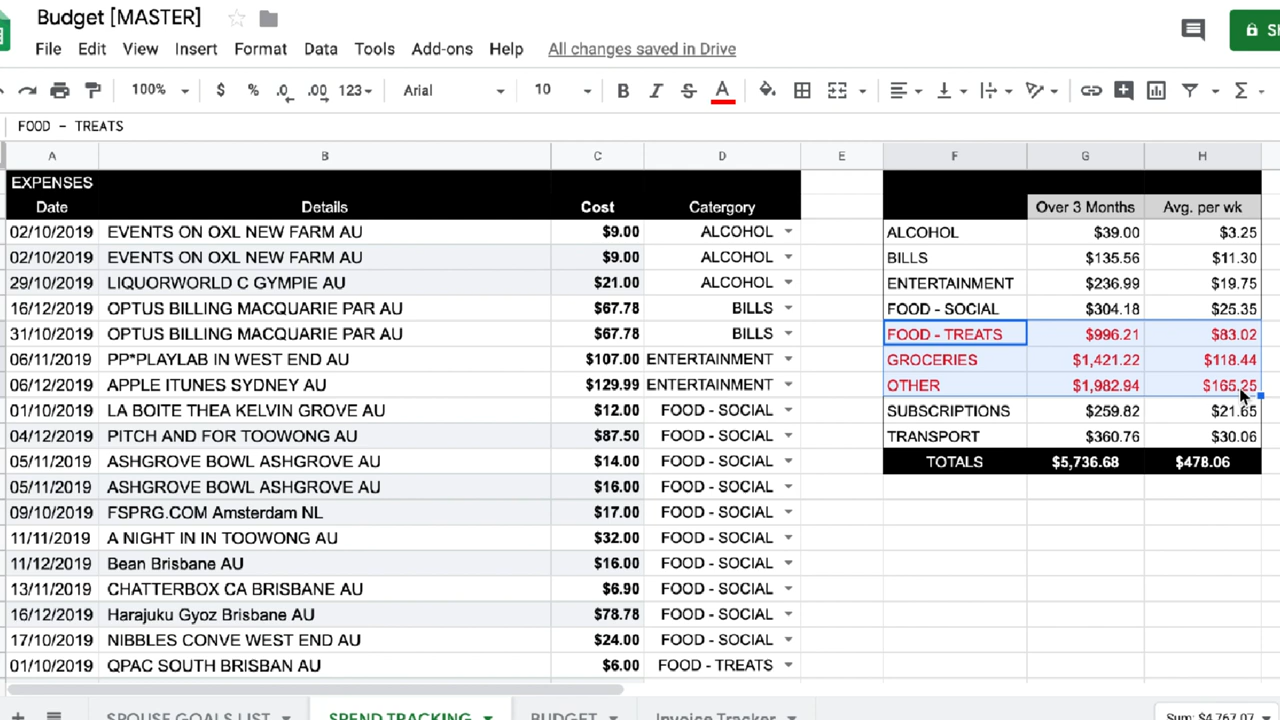 Budget [MASTER]
File Edit View Insert Format Data Tools Add-ons Help All changes saved in Drive
100% $ % .0 .00 123 Arial 10 B I S A Σ
FOOD - TREATS
A B C D E F G H
EXPENSES
Date Details Cost Catergory Over 3 Months Avg. per wk
02/10/2019 EVENTS ON OXL NEW FARM AU $9.00 ALCOHOL ALCOHOL $39.00 $3.25
02/10/2019 EVENTS ON OXL NEW FARM AU $9.00 ALCOHOL BILLS $135.56 $11.30
29/10/2019 LIQUORWORLD C GYMPIE AU $21.00 ALCOHOL ENTERTAINMENT $236.99 $19.75
16/12/2019 OPTUS BILLING MACQUARIE PAR AU $67.78 BILLS FOOD - SOCIAL $304.18 $25.35
31/10/2019 OPTUS BILLING MACQUARIE PAR AU $67.78 BILLS FOOD - TREATS $996.21 $83.02
06/11/2019 PP*PLAYLAB IN WEST END AU $107.00 ENTERTAINMENT GROCERIES $1,421.22 $118.44
06/12/2019 APPLE ITUNES SYDNEY AU $129.99 ENTERTAINMENT OTHER $1,982.94 $165.25
01/10/2019 LA BOITE THEA KELVIN GROVE AU $12.00 FOOD - SOCIAL SUBSCRIPTIONS $259.82 $21.65
04/12/2019 PITCH AND FOR TOOWONG AU $87.50 FOOD - SOCIAL TRANSPORT $360.76 $30.06
05/11/2019 ASHGROVE BOWL ASHGROVE AU $14.00 FOOD - SOCIAL TOTALS $5,736.68 $478.06
05/11/2019 ASHGROVE BOWL ASHGROVE AU $16.00 FOOD - SOCIAL
09/10/2019 FSPRG.COM Amsterdam NL $17.00 FOOD - SOCIAL
11/11/2019 A NIGHT IN IN TOOWONG AU $32.00 FOOD - SOCIAL
11/12/2019 Bean Brisbane AU $16.00 FOOD - SOCIAL
13/11/2019 CHATTERBOX CA BRISBANE AU $6.90 FOOD - SOCIAL
16/12/2019 Harajuku Gyoz Brisbane AU $78.78 FOOD - SOCIAL
17/10/2019 NIBBLES CONVE WEST END AU $24.00 FOOD - SOCIAL
01/10/2019 QPAC SOUTH BRISBAN AU $6.00 FOOD - TREATS
SPOUSE GOALS LIST SPEND TRACKING BUDGET Invoice Tracker Sum: $4,767.07